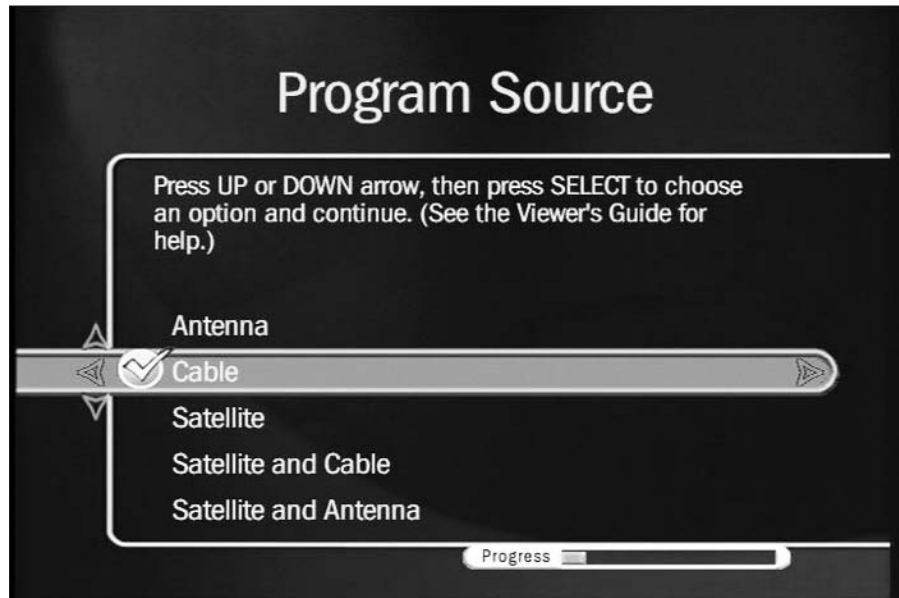 Program Source
Press UP or DOWN arrow, then press SELECT to choose
an option and continue. (See the Viewer's Guide for
help.)
Antenna
Cable
Satellite
Satellite and Cable
Satellite and Antenna
Progress